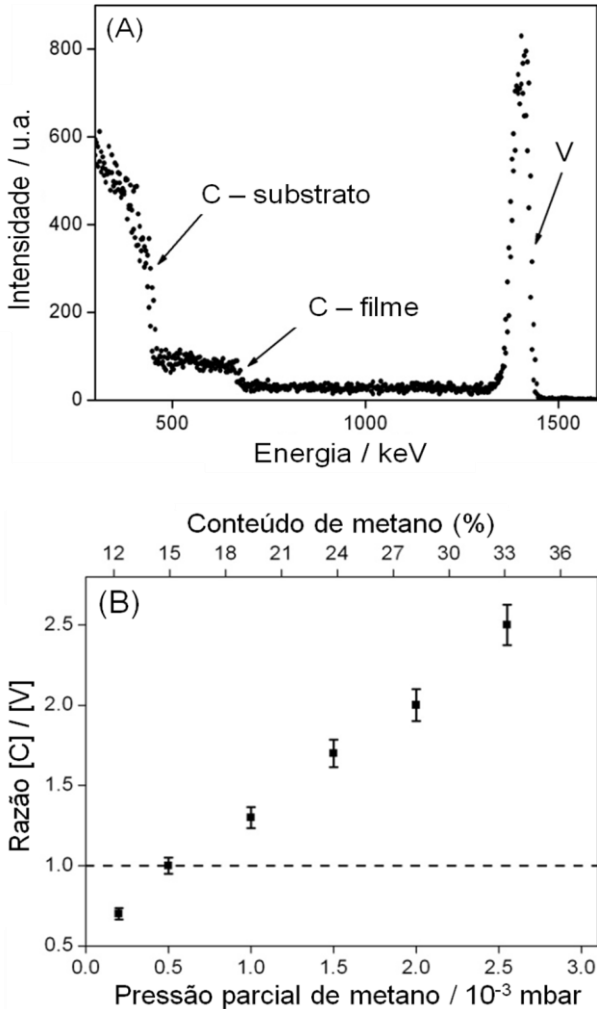 (A)
800
600
400
200
0
Intensidade / u.a.
C – substrato
C – filme
V
500
1000
1500
Energia / keV
Conteúdo de metano (%)
12 15 18 21 24 27 30 33 36
(B)
2.5
2.0
1.5
1.0
0.5
Razão [C] / [V]
0.0 0.5 1.0 1.5 2.0 2.5 3.0
Pressão parcial de metano / 10⁻³ mbar